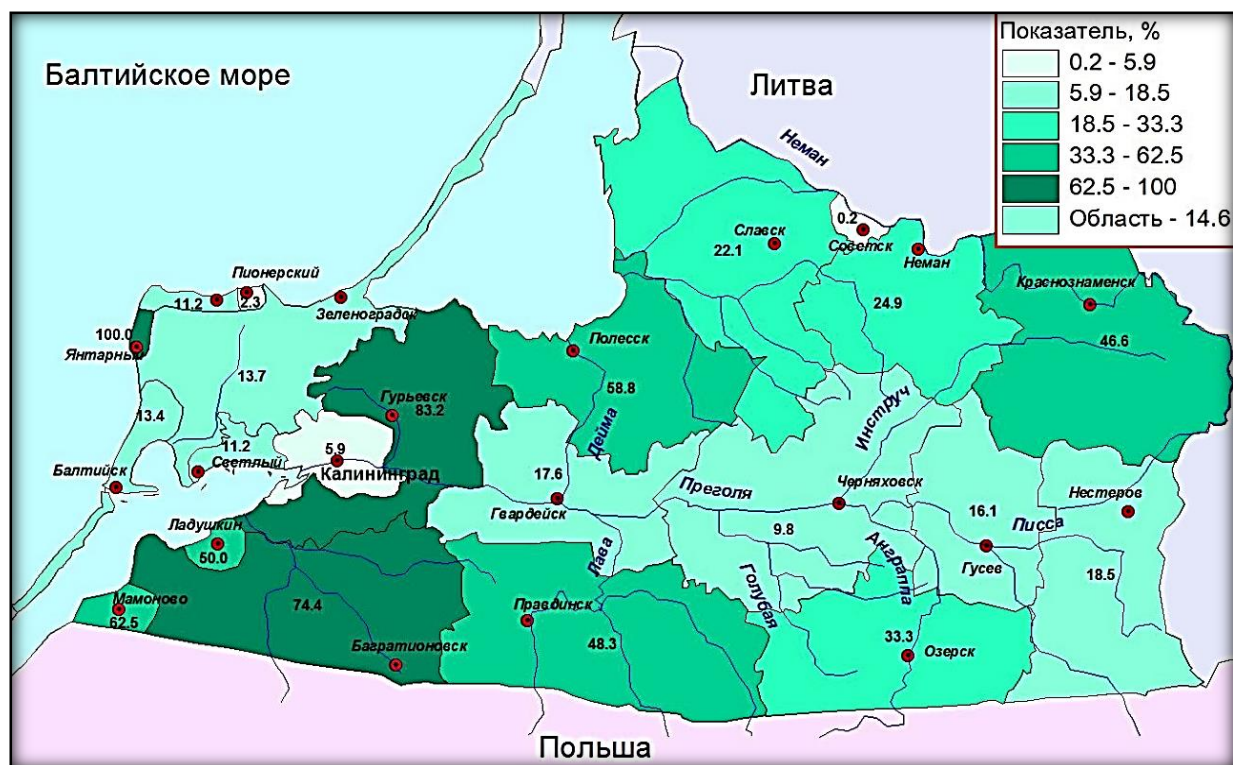 Показатель, %
0.2 - 5.9
5.9 - 18.5
18.5 - 33.3
33.3 - 62.5
62.5 - 100
Область - 14.6
Балтийское море
Литва
Неман
0.2
Советск
Славск
22.1
Неман
24.9
Краснознаменск
46.6
Пионерский
11.2
2.3
Зеленоградск
100.0
Янтарный
13.7
Полесск
58.8
Гурьевск
83.2
Дейма
Инструч
13.4
11.2
Светлый
5.9
Калининград
Балтийск
17.6
Гвардейск
Преголя
Черняховск
9.8
16.1
Писса
Нестеров
Гусев
18.5
Анграппа
Голубая
Лава
Ладушкин
50.0
Мамоново
62.5
74.4
Багратионовск
Правдинск
48.3
33.3
Озерск
Польша